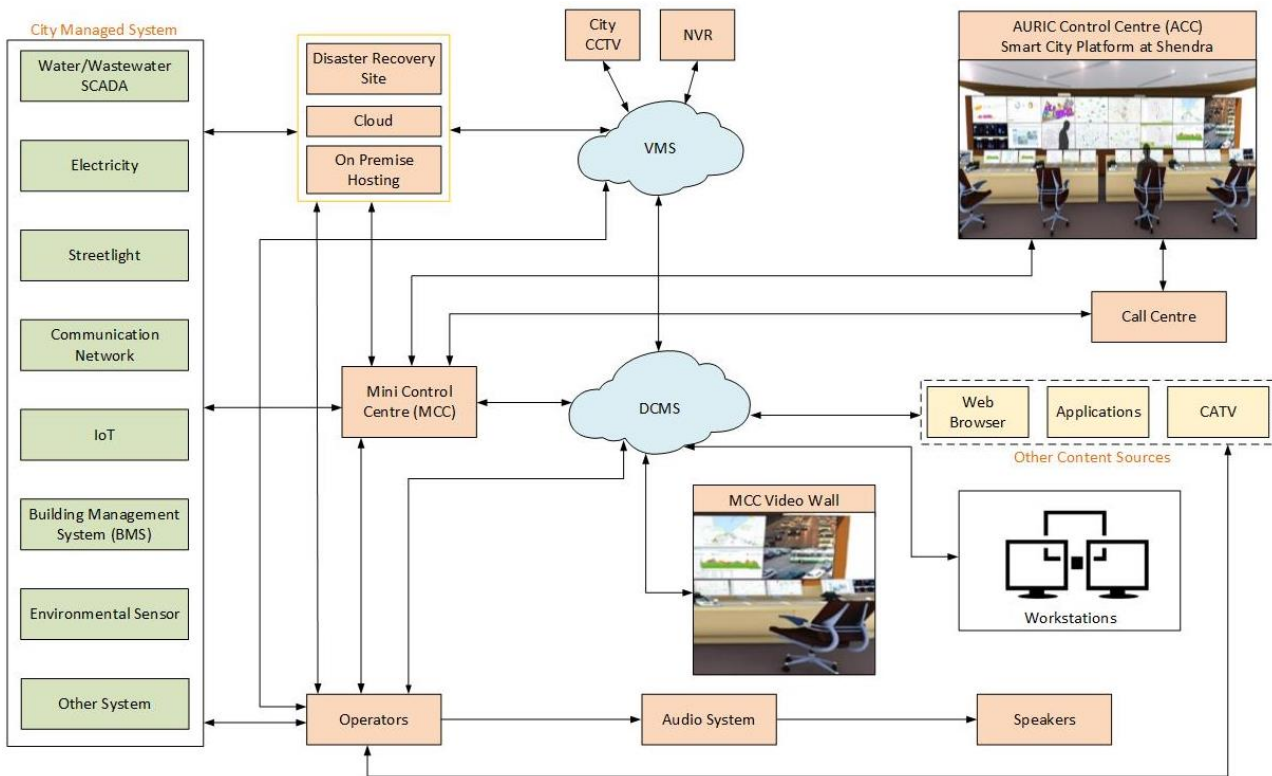 City Managed System
Water/Wastewater
SCADA
Electricity
Streetlight
Communication
Network
IoT
Building Management
System (BMS)
Environmental Sensor
Other System
Disaster Recovery
Site
Cloud
On Premise
Hosting
City
CCTV
NVR
VMS
AURIC Control Centre (ACC)
Smart City Platform at Shendra
Call Centre
Mini Control
Centre (MCC)
DCMS
Web
Browser
Applications
CATV
Other Content Sources
MCC Video Wall
Workstations
Operators
Audio System
Speakers